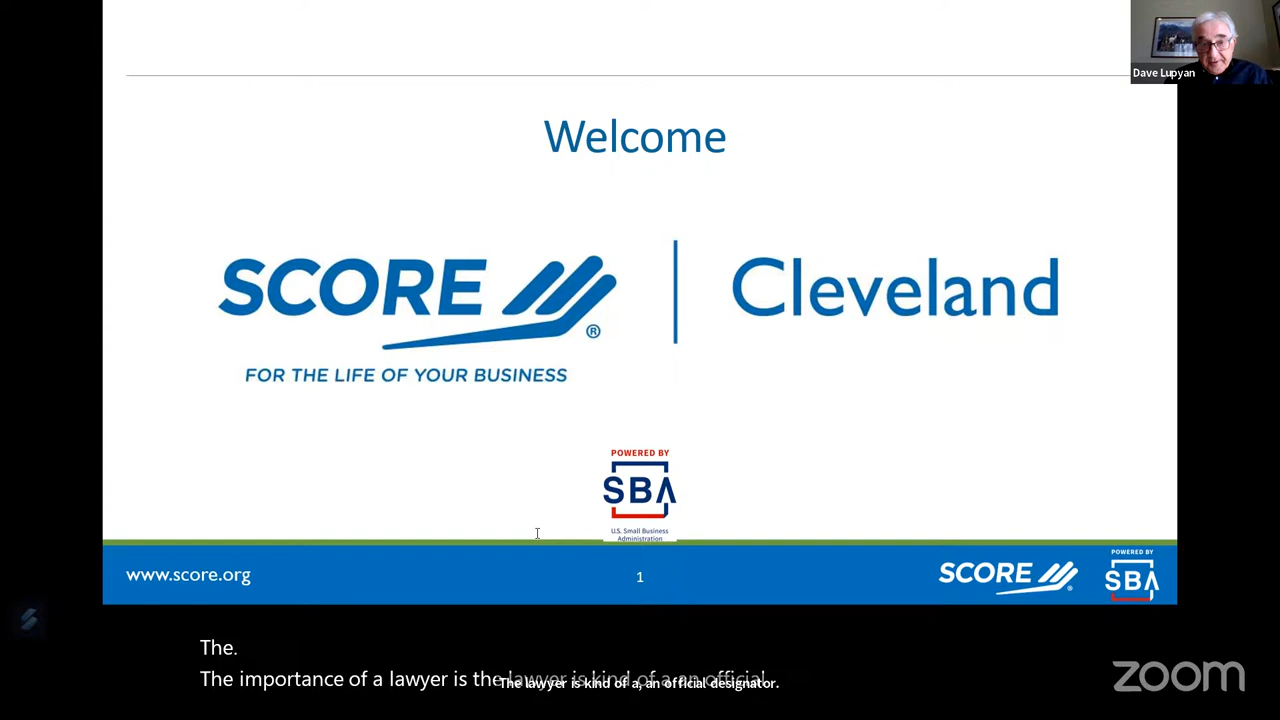 Dave Lupyan
Welcome
SCORE ®
Cleveland
FOR THE LIFE OF YOUR BUSINESS
POWERED BY
SBA
U.S. Small Business
Administration
www.score.org
1
SCORE ®
POWERED BY
SBA
The.
The importance of a lawyer is the lawyer is kind of a an official
The lawyer is kind of a, an official designator.
zoom